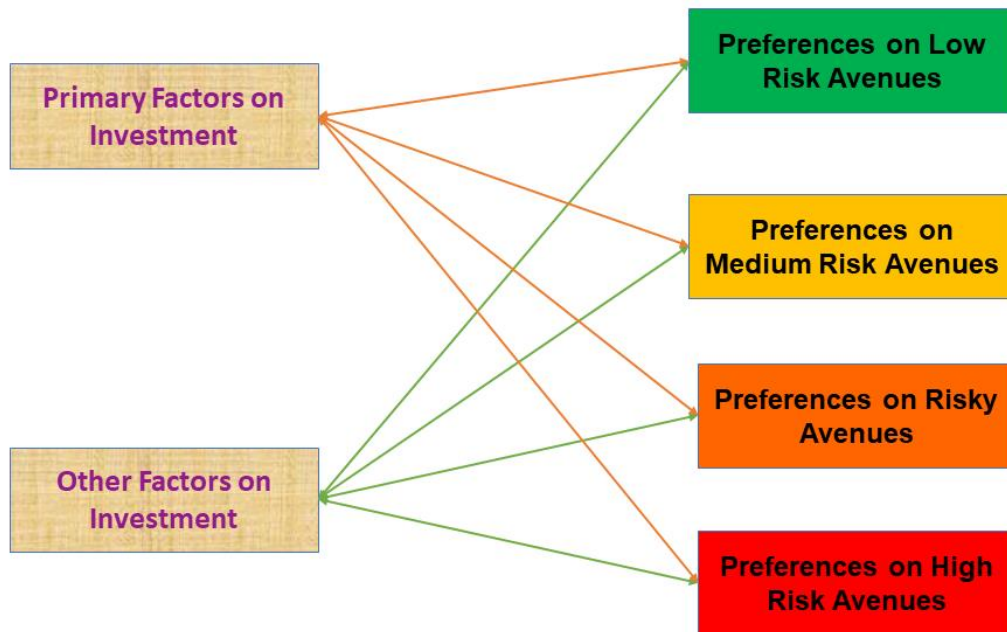 Primary Factors on
Investment
Other Factors on
Investment
Preferences on Low
Risk Avenues
Preferences on
Medium Risk Avenues
Preferences on Risky
Avenues
Preferences on High
Risk Avenues